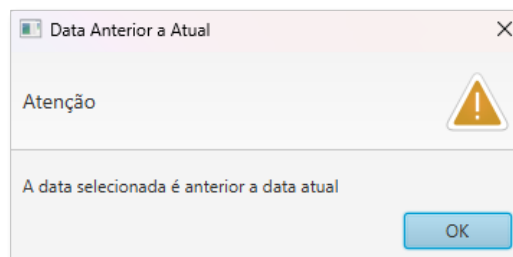 Data Anterior a Atual
Atenção
A data selecionada é anterior a data atual
OK